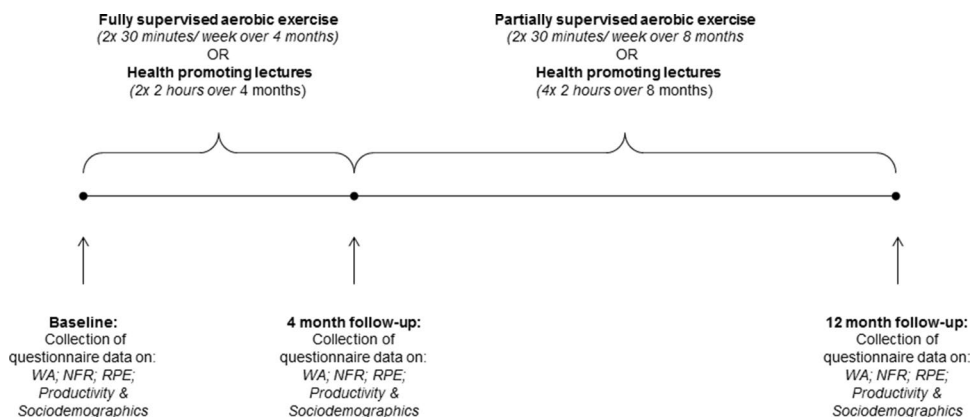 Fully supervised aerobic exercise
(2x 30 minutes/ week over 4 months)
OR
Health promoting lectures
(2x 2 hours over 4 months)
Partially supervised aerobic exercise
(2x 30 minutes/ week over 8 months
OR
Health promoting lectures
(4x 2 hours over 8 months)
Baseline:
Collection of
questionnaire data on:
WA; NFR; RPE;
Productivity &
Sociodemographics
4 month follow-up:
Collection of
questionnaire data on:
WA; NFR; RPE;
Productivity &
Sociodemographics
12 month follow-up:
Collection of
questionnaire data on:
WA; NFR; RPE;
Productivity &
Sociodemographics